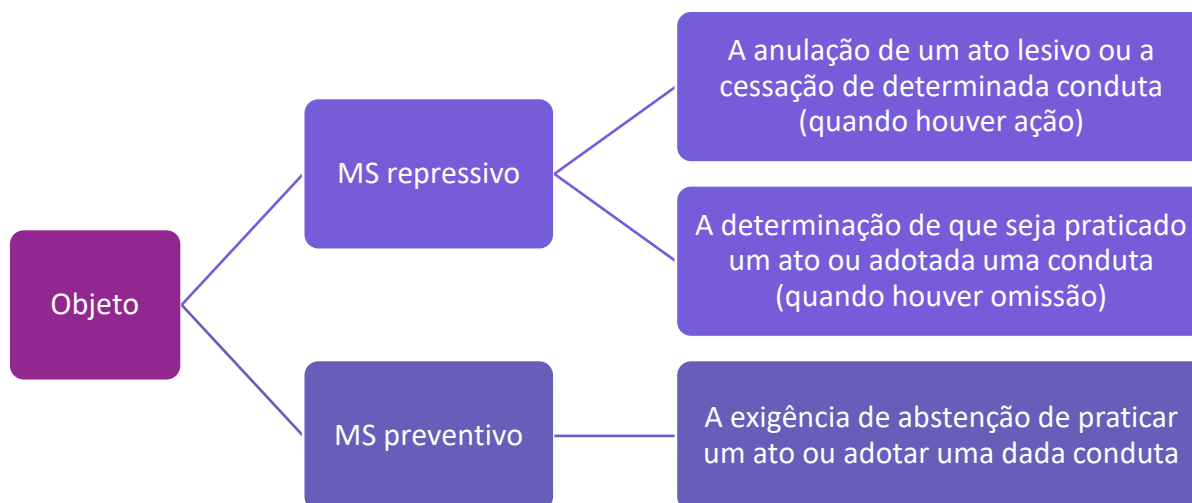 Objeto
MS repressivo
A anulação de um ato lesivo ou a
cessação de determinada conduta
(quando houver ação)
A determinação de que seja praticado
um ato ou adotada uma conduta
(quando houver omissão)
MS preventivo
A exigência de abstenção de praticar
um ato ou adotar uma dada conduta